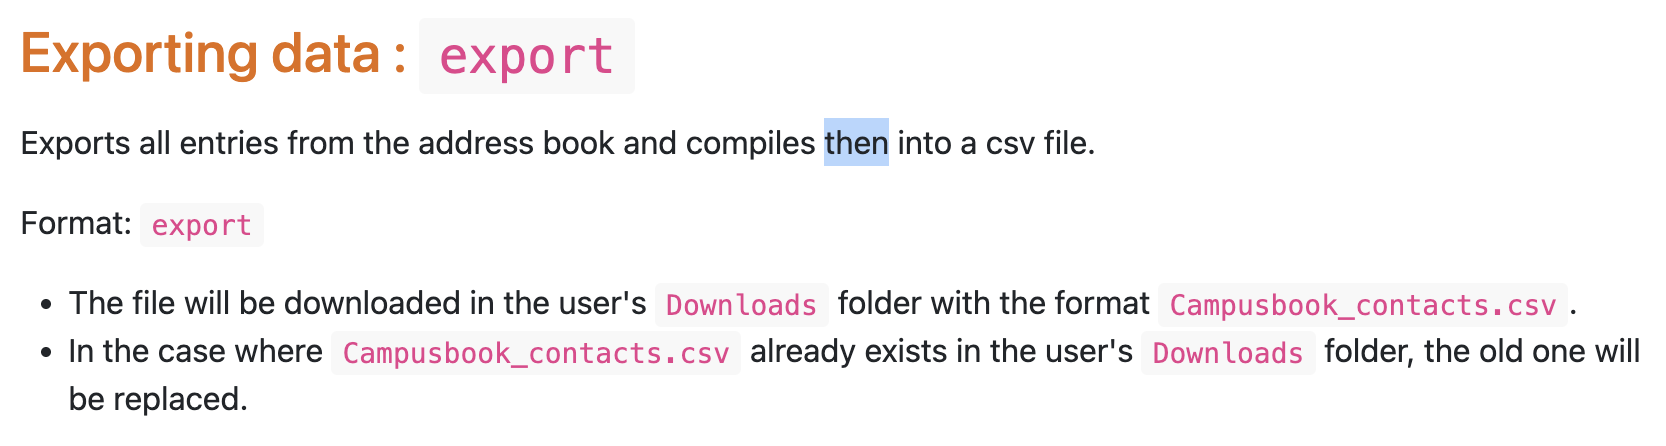 Exporting data : export
Exports all entries from the address book and compiles then into a csv file.
Format: export
• The file will be downloaded in the user's Downloads folder with the format Campusbook_contacts.csv.
• In the case where Campusbook_contacts.csv already exists in the user's Downloads folder, the old one will
be replaced.